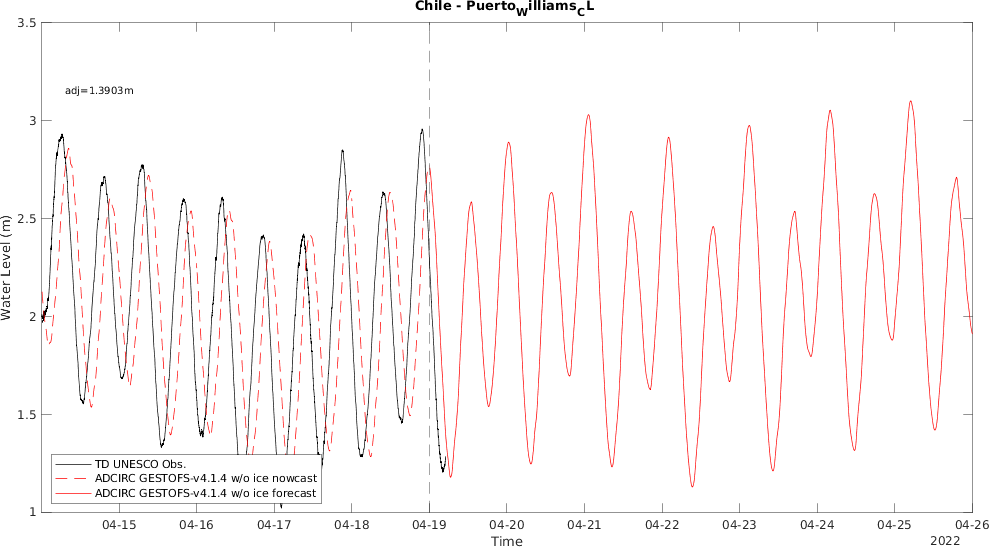 Chile - PuertoWilliamsCL
adj=1.3903m
3.5
3
2.5
2
1.5
1
Water Level (m)
TD UNESCO Obs.
ADCIRC GESTOFS-v4.1.4 w/o ice nowcast
ADCIRC GESTOFS-v4.1.4 w/o ice forecast
04-15 04-16 04-17 04-18 04-19 04-20 04-21 04-22 04-23 04-24 04-25 04-26
Time
2022